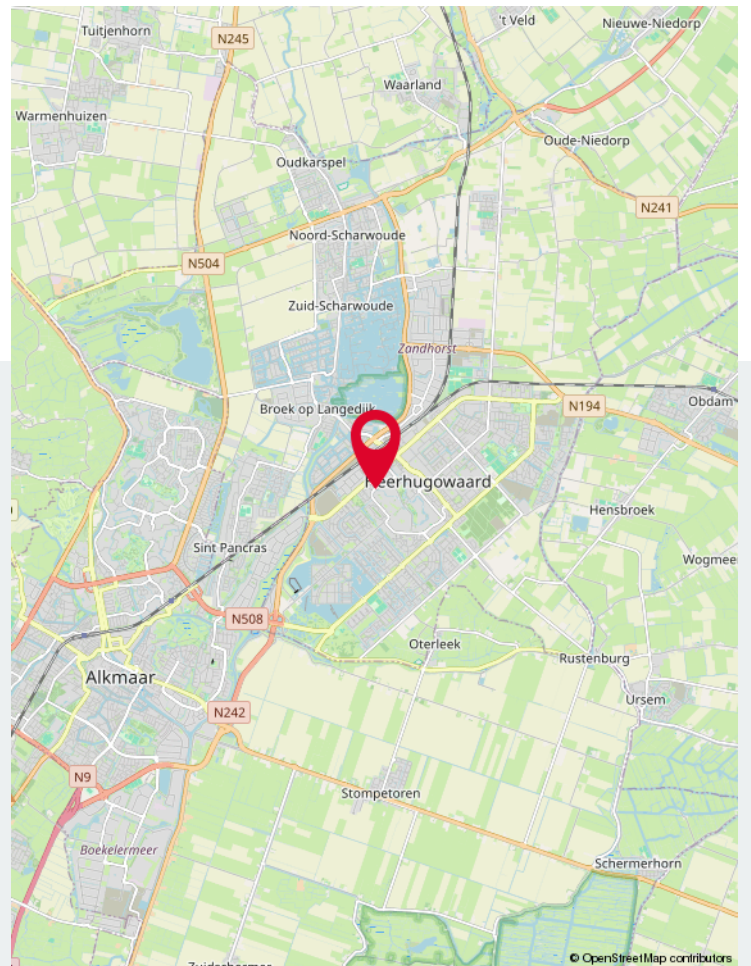 't Veld
Nieuwe-Niedorp
Tuitjenhorn
N245
Waarland
Warmenhuizen
Oude-Niedorp
Oudkarspel
N241
Noord-Scharwoude
N504
Zuid-Scharwoude
Zandhorst
Obdam
Broek op Langedijk
N194
Heerhugowaard
Hensbroek
Sint Pancras
Wogmeer
N508
Oterleek
Rustenburg
Alkmaar
Ursem
N242
N9
Stompetoren
Boekelermeer
Schermerhorn
© OpenStreetMap contributors